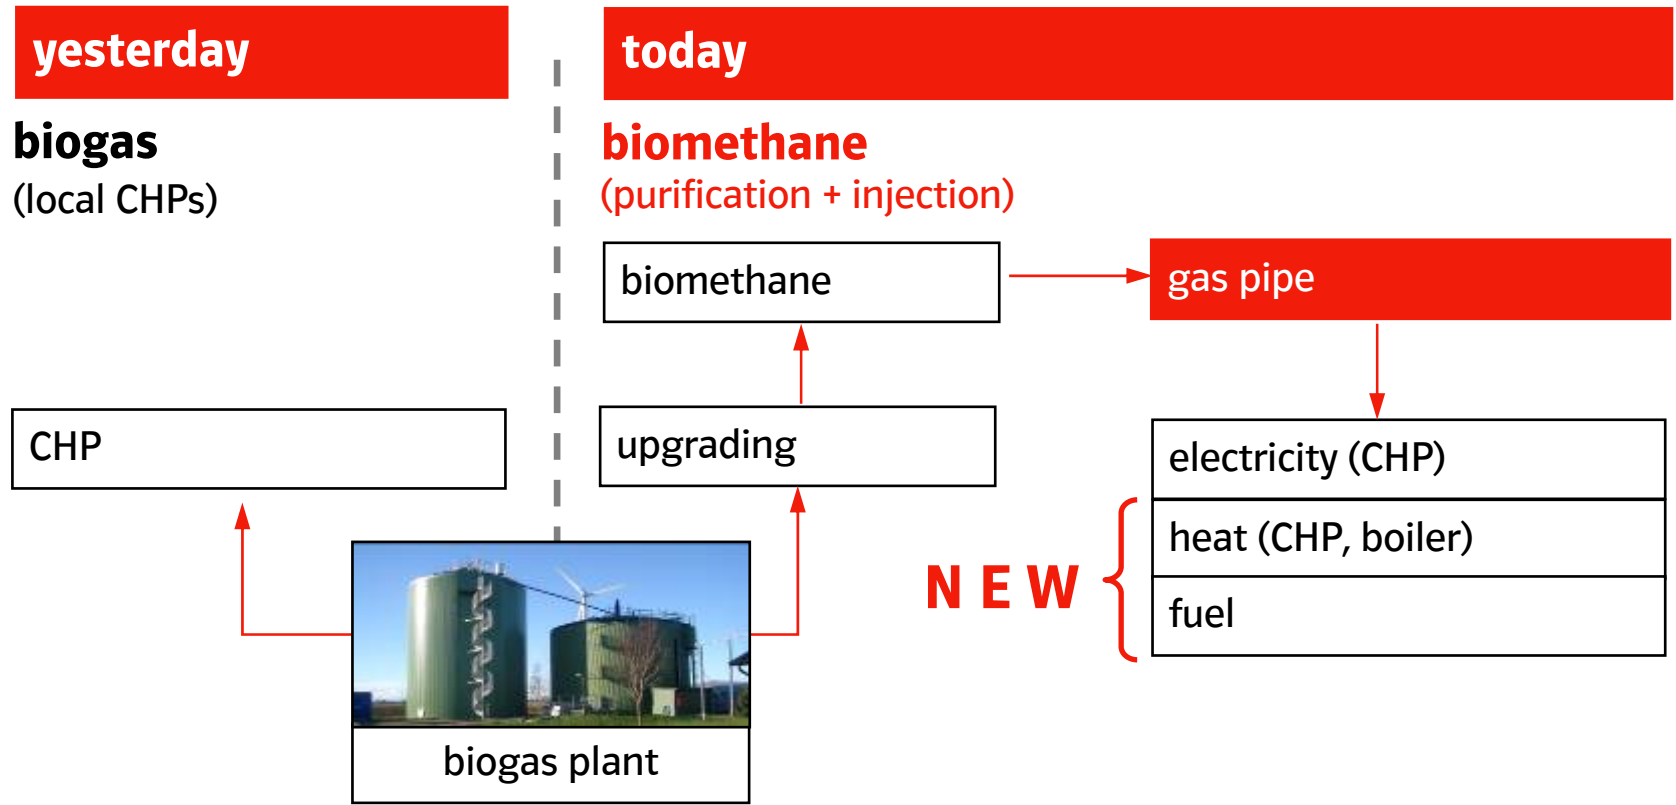 yesterday
biogas
(local CHPs)
CHP
today
biomethane
(purification + injection)
biomethane
gas pipe
upgrading
electricity (CHP)
heat (CHP, boiler)
fuel
NEW
biogas plant